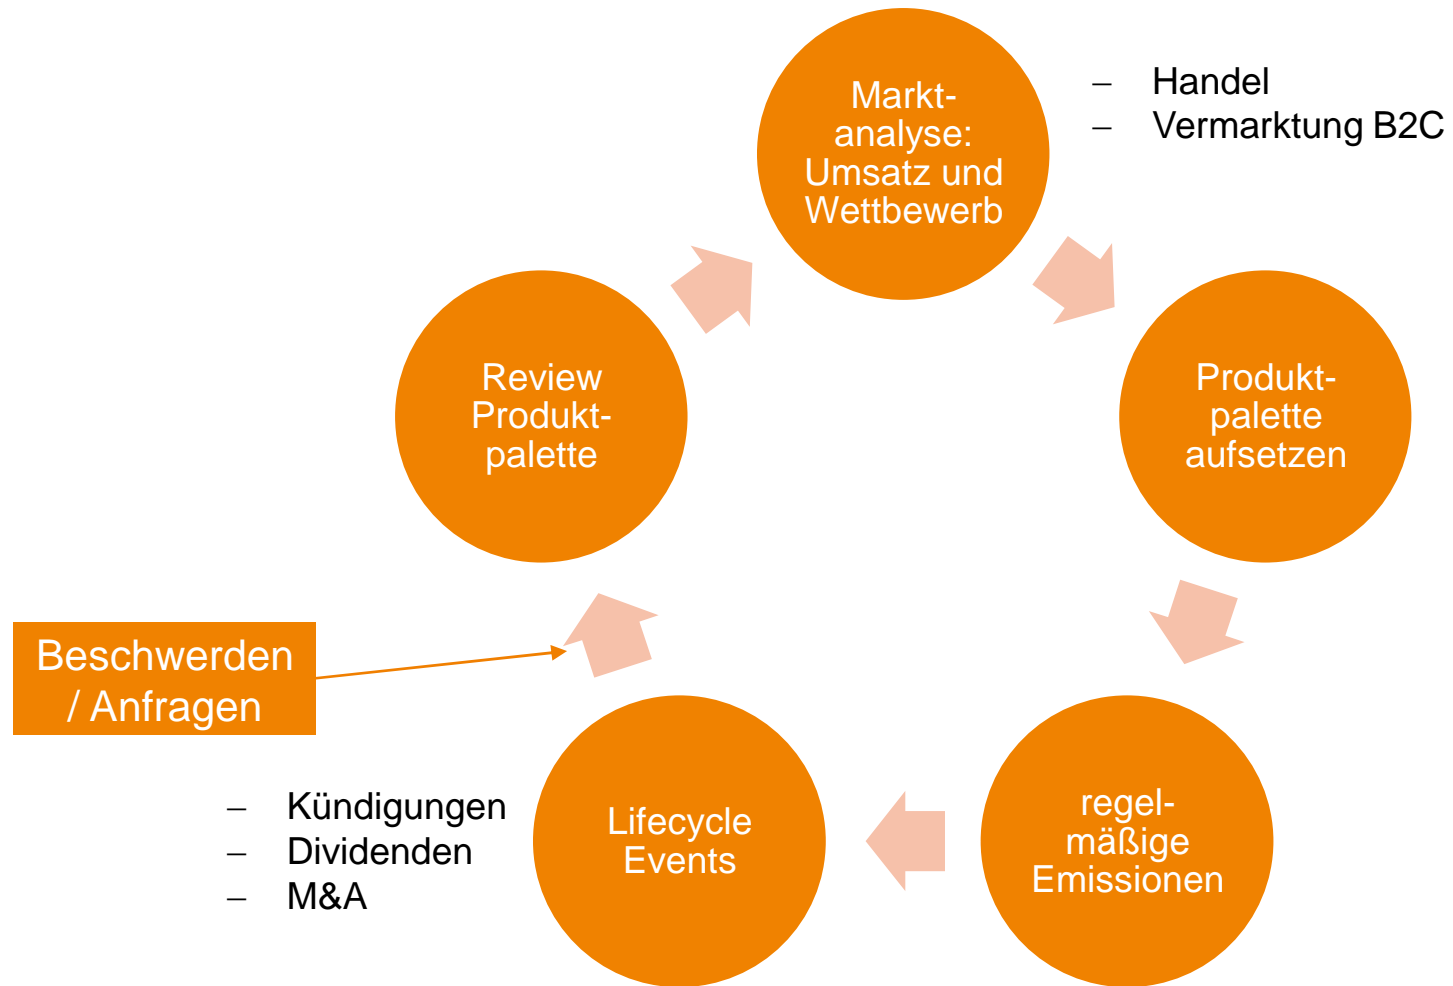 Markt-
analyse:
Umsatz und
Wettbewerb
– Handel
– Vermarktung B2C
Produkt-
palette
aufsetzen
regel-
mäßige
Emissionen
Lifecycle
Events
– Kündigungen
– Dividenden
– M&A
Beschwerden
/ Anfragen
Review
Produkt-
palette